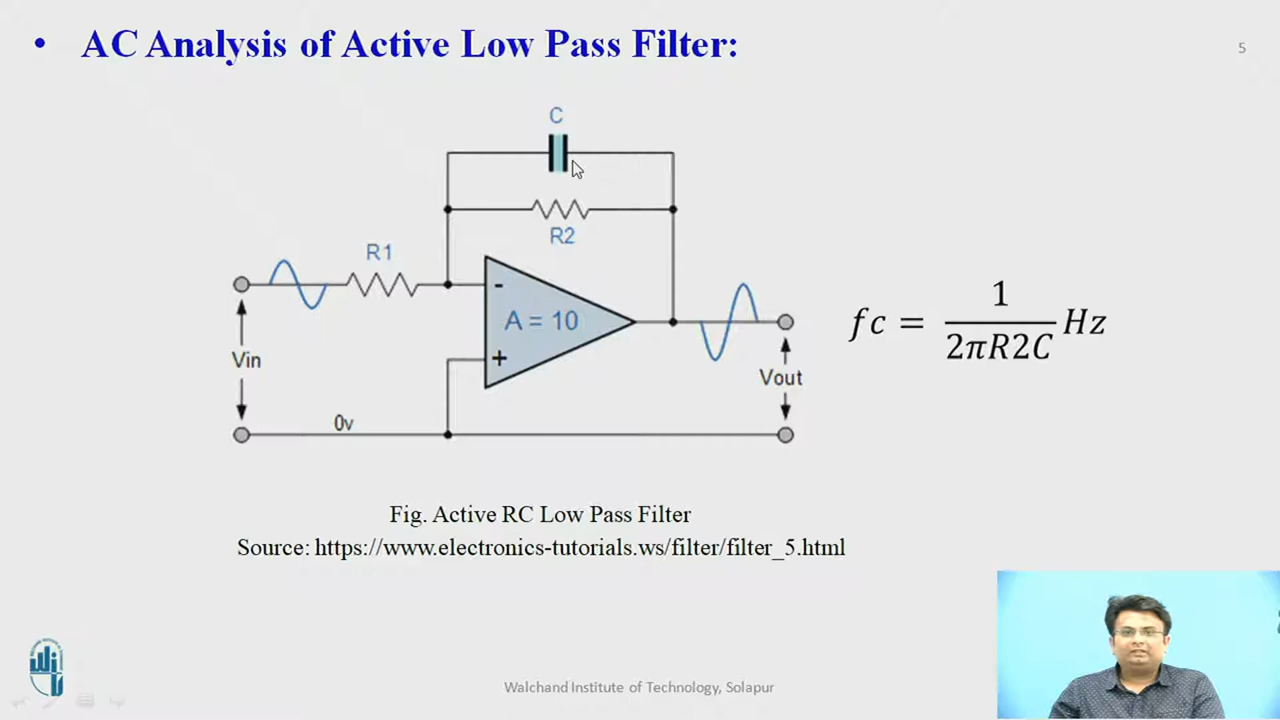 • AC Analysis of Active Low Pass Filter:
5
C
R2
R1
-
A = 10
+
Vin
Vout
0v
fc = 1 / 2πR2C Hz
Fig. Active RC Low Pass Filter
Source: https://www.electronics-tutorials.ws/filter/filter_5.html
Walchand Institute of Technology, Solapur